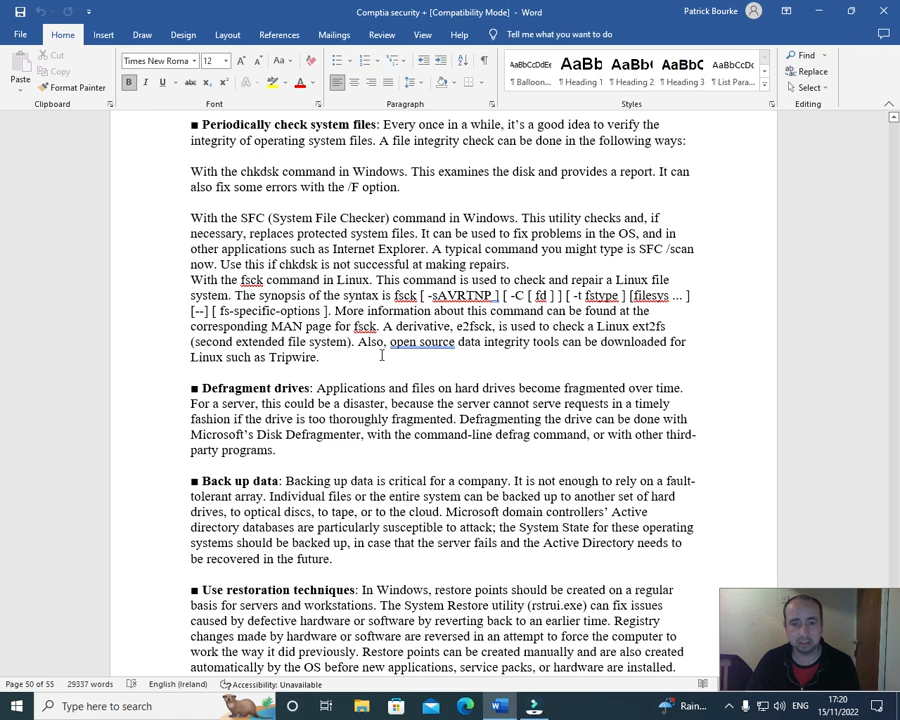 Comptia security + [Compatibility Mode] - Word
Patrick Bourke
File Home Insert Draw Design Layout References Mailings Review View Help Tell me what you want to do
Paste
Cut
Copy
Format Painter
Times New Roma 12
Aa
B I U abc x₂ x² A A
AaBbCcDdEe AaBb( AaBbC AaBbCcI AaBbCcDc
¶ Balloon... ¶ Heading 1 ¶ Heading 2 ¶ Heading 3 ¶ List Para...
Find
Replace
Select
Clipboard Font Paragraph Styles Editing
■ Periodically check system files: Every once in a while, it’s a good idea to verify the
integrity of operating system files. A file integrity check can be done in the following ways:
With the chkdsk command in Windows. This examines the disk and provides a report. It can
also fix some errors with the /F option.
With the SFC (System File Checker) command in Windows. This utility checks and, if
necessary, replaces protected system files. It can be used to fix problems in the OS, and in
other applications such as Internet Explorer. A typical command you might type is SFC /scan
now. Use this if chkdsk is not successful at making repairs.
With the fsck command in Linux. This command is used to check and repair a Linux file
system. The synopsis of the syntax is fsck [ -sAVRTNP ] [ -C [ fd ] ] [ -t fstype ] [filesys ... ]
[--] [ fs-specific-options ]. More information about this command can be found at the
corresponding MAN page for fsck. A derivative, e2fsck, is used to check a Linux ext2fs
(second extended file system). Also, open source data integrity tools can be downloaded for
Linux such as Tripwire.
■ Defragment drives: Applications and files on hard drives become fragmented over time.
For a server, this could be a disaster, because the server cannot serve requests in a timely
fashion if the drive is too thoroughly fragmented. Defragmenting the drive can be done with
Microsoft’s Disk Defragmenter, with the command-line defrag command, or with other third-
party programs.
■ Back up data: Backing up data is critical for a company. It is not enough to rely on a fault-
tolerant array. Individual files or the entire system can be backed up to another set of hard
drives, to optical discs, to tape, or to the cloud. Microsoft domain controllers’ Active
directory databases are particularly susceptible to attack; the System State for these operating
systems should be backed up, in case that the server fails and the Active Directory needs to
be recovered in the future.
■ Use restoration techniques: In Windows, restore points should be created on a regular
basis for servers and workstations. The System Restore utility (rstrui.exe) can fix issues
caused by defective hardware or software by reverting back to an earlier time. Registry
changes made by hardware or software are reversed in an attempt to force the computer to
work the way it did previously. Restore points can be created manually and are also created
automatically by the OS before new applications, service packs, or hardware are installed.
Page 50 of 55 29337 words English (Ireland) Accessibility: Unavailable
Type here to search
Rain...
17:20
15/11/2022